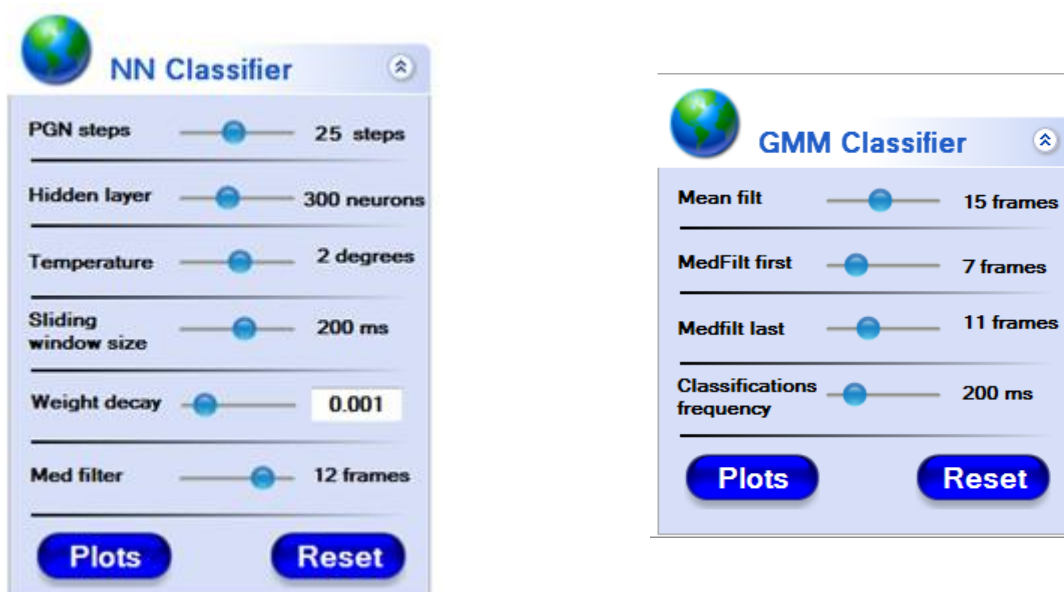 NN Classifier
PGN steps 25 steps
Hidden layer 300 neurons
Temperature 2 degrees
Sliding
window size 200 ms
Weight decay 0.001
Med filter 12 frames
Plots Reset
GMM Classifier
Mean filt 15 frames
MedFilt first 7 frames
Medfilt last 11 frames
Classifications
frequency 200 ms
Plots Reset